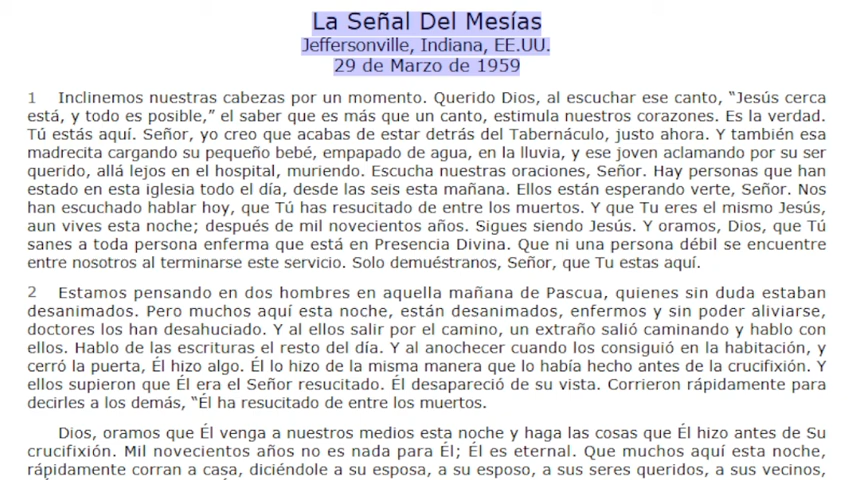 La Señal Del Mesías
Jeffersonville, Indiana, EE.UU.
29 de Marzo de 1959
1 Inclinemos nuestras cabezas por un momento. Querido Dios, al escuchar ese canto, “Jesús cerca
está, y todo es posible,” el saber que es más que un canto, estimula nuestros corazones. Es la verdad.
Tú estás aquí. Señor, yo creo que acabas de estar detrás del Tabernáculo, justo ahora. Y también esa
madrecita cargando su pequeño bebé, empapado de agua, en la lluvia, y ese joven aclamando por su ser
querido, allá lejos en el hospital, muriendo. Escucha nuestras oraciones, Señor. Hay personas que han
estado en esta iglesia todo el día, desde las seis esta mañana. Ellos están esperando verte, Señor. Nos
han escuchado hablar hoy, que Tú has resucitado de entre los muertos. Y que Tu eres el mismo Jesús,
aun vives esta noche; después de mil novecientos años. Sigues siendo Jesús. Y oramos, Dios, que Tú
sanes a toda persona enferma que está en Presencia Divina. Que ni una persona débil se encuentre
entre nosotros al terminarse este servicio. Solo demuéstranos, Señor, que Tu estas aquí.
2 Estamos pensando en dos hombres en aquella mañana de Pascua, quienes sin duda estaban
desanimados. Pero muchos aquí esta noche, están desanimados, enfermos y sin poder aliviarse,
doctores los han desahuciado. Y al ellos salir por el camino, un extraño salió caminando y hablo con
ellos. Hablo de las escrituras el resto del día. Y al anochecer cuando los consiguió en la habitación, y
cerró la puerta, Él hizo algo. Él lo hizo de la misma manera que lo había hecho antes de la crucifixión. Y
ellos supieron que Él era el Señor resucitado. Él desapareció de su vista. Corrieron rápidamente para
decirles a los demás, “Él ha resucitado de entre los muertos.
Dios, oramos que Él venga a nuestros medios esta noche y haga las cosas que Él hizo antes de Su
crucifixión. Mil novecientos años no es nada para Él; Él es eternal. Que muchos aquí esta noche,
rápidamente corran a casa, diciéndole a su esposa, a su esposo, a sus seres queridos, a sus vecinos,